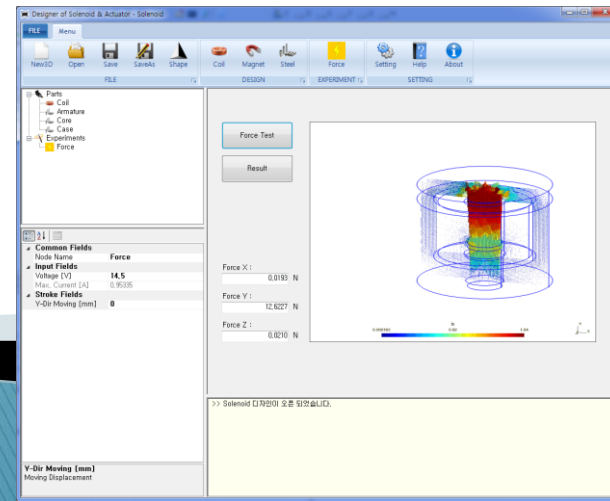 Designer of Solenoid & Actuator - Solenoid
FILE Menu
New3D Open Save SaveAs Shape Coil Magnet Steel Force Setting Help About
FILE DESIGN EXPERIMENT SETTING
Parts
Coil
Armature
Core
Case
Experiments
Force
Force Test
Result
Common Fields
Node Name Force
Input Fields
Voltage [V] 14.5
Max. Current [A] 0.95335
Stroke Fields
Y-Dir Moving [mm] 0
Force X :
0.0193 N
Force Y :
12.6227 N
Force Z :
0.0210 N
>> Solenoid 디자인이 오픈 되었습니다.
Y-Dir Moving [mm]
Moving Displacement